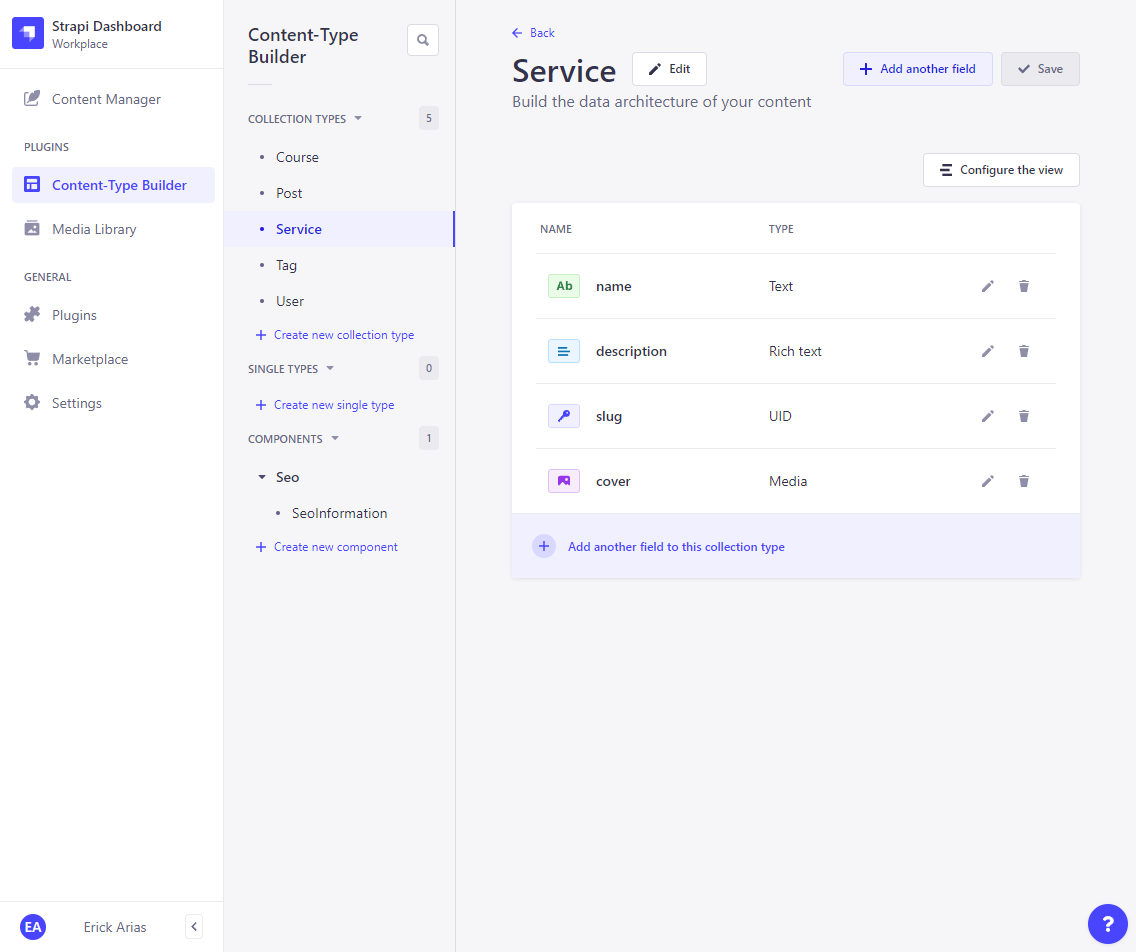 Strapi Dashboard
Workplace
Content Manager
PLUGINS
Content-Type Builder
Media Library
GENERAL
Plugins
Marketplace
Settings
EA
Erick Arias
Content-Type
Builder
COLLECTION TYPES
5
Course
Post
Service
Tag
User
Create new collection type
SINGLE TYPES
0
Create new single type
COMPONENTS
1
Seo
SeoInformation
Create new component
Back
Service
Edit
Add another field
Save
Build the data architecture of your content
Configure the view
NAME TYPE
Ab name Text
description Rich text
slug UID
cover Media
Add another field to this collection type
?